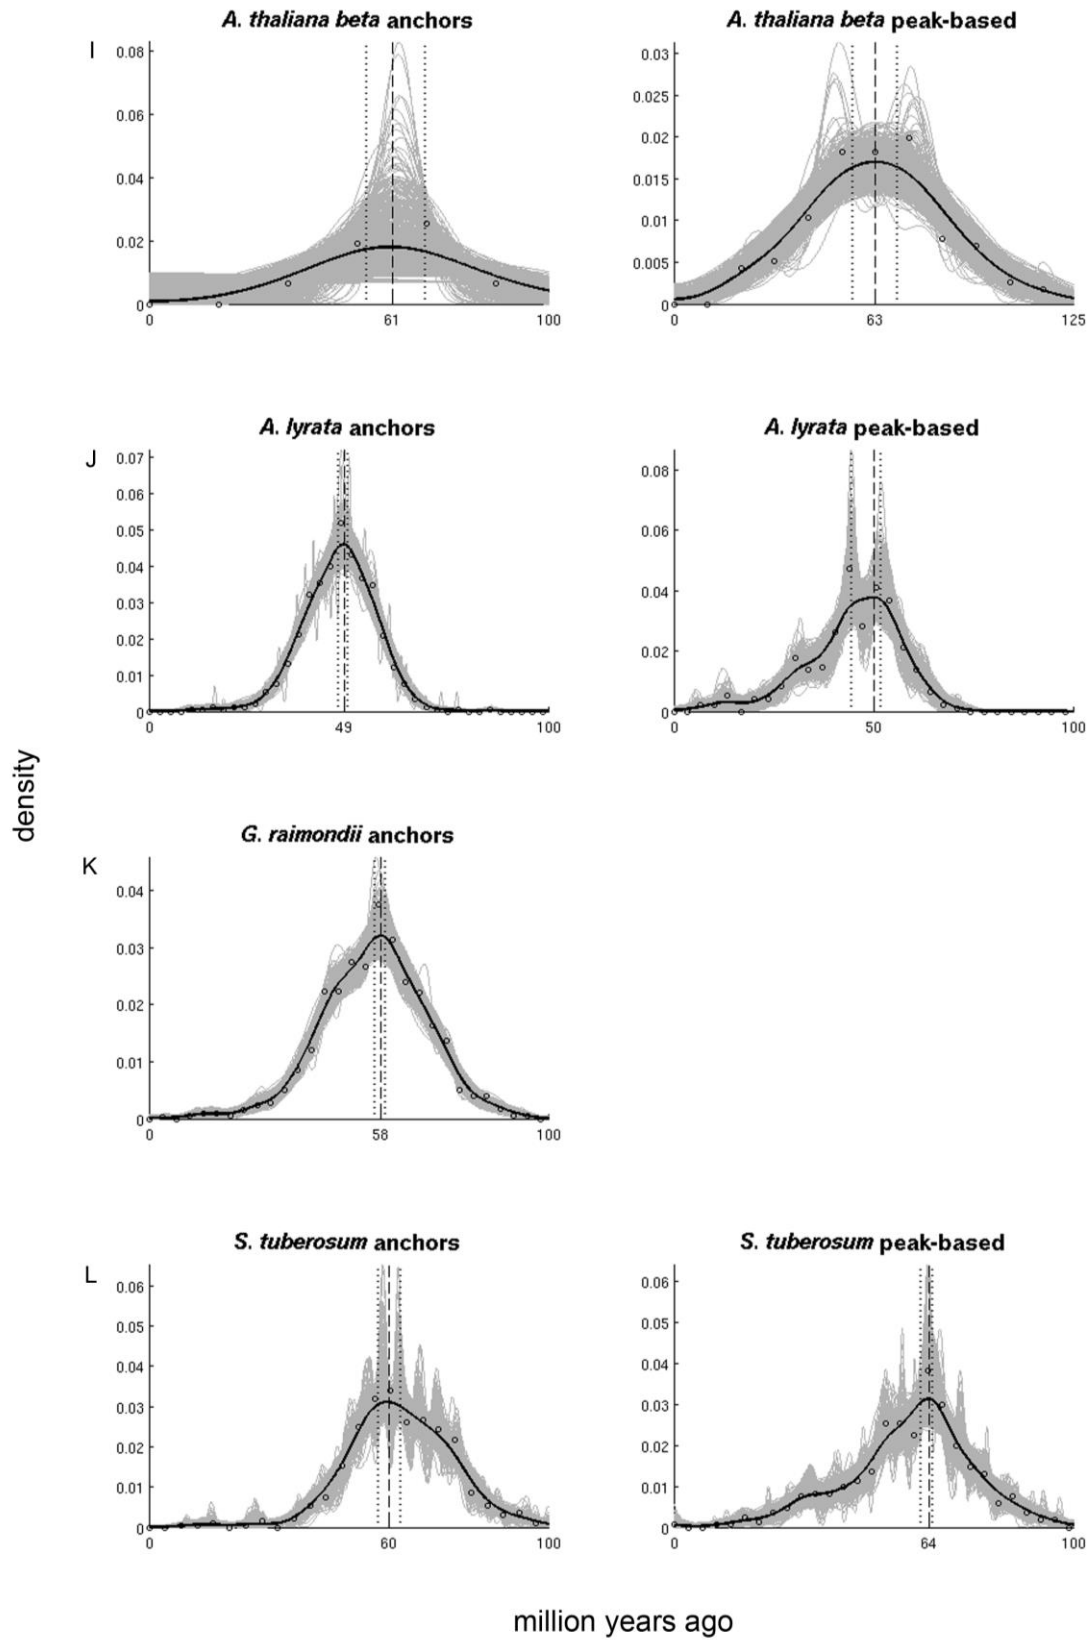 A. thaliana beta anchors
A. thaliana beta peak-based
I
0.08
0.06
0.04
0.02
0
0 61 100
0.03
0.025
0.02
0.015
0.01
0.005
0
0 63 125
A. lyrata anchors
A. lyrata peak-based
J
0.07
0.06
0.05
0.04
0.03
0.02
0.01
0
0 49 100
0.08
0.06
0.04
0.02
0
0 50 100
density
G. raimondii anchors
K
0.04
0.03
0.02
0.01
0
0 58 100
S. tuberosum anchors
S. tuberosum peak-based
L
0.06
0.05
0.04
0.03
0.02
0.01
0
0 60 100
0.06
0.05
0.04
0.03
0.02
0.01
0
0 64 100
million years ago